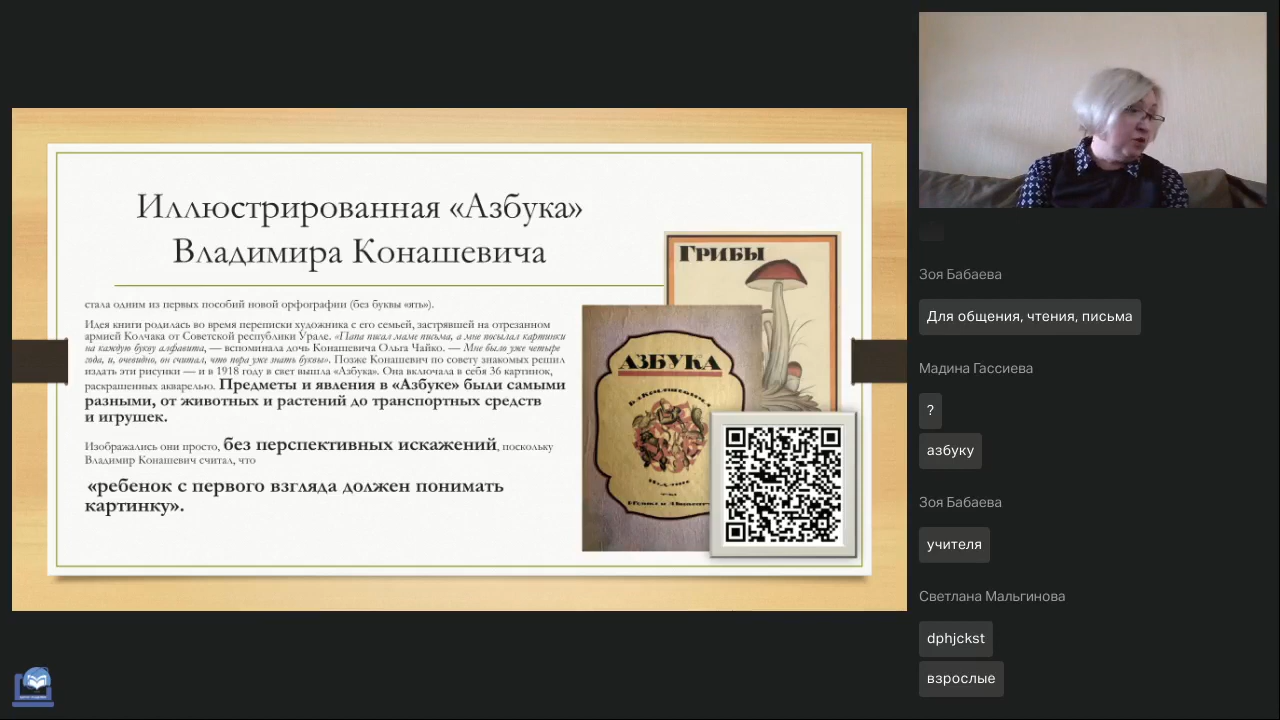 Иллюстрированная «Азбука»
Владимира Конашевича
стала одним из первых пособий новой орфографии (без буквы «ять»).
Идея книги родилась во время переписки художника с его семьей, застрявшей на отрезанном
армией Колчака от Советской республики Урале. «Папа писал маме письма, а мне посылал картинки
на каждую букву алфавита, — вспоминала дочь Конашевича Ольга Чайко. — Мне было уже четыре
года, и, очевидно, он считал, что пора уже знать буквы». Позже Конашевич по совету знакомых решил
издать эти рисунки — и в 1918 году в свет вышла «Азбука». Она включала в себя 36 картинок,
раскрашенных акварелью. Предметы и явления в «Азбуке» были самыми
разными, от животных и растений до транспортных средств
и игрушек.
Изображались они просто, без перспективных искажений, поскольку
Владимир Конашевич считал, что
«ребенок с первого взгляда должен понимать
картинку».
ГРИБЫ
АЗБУКА
Зоя Бабаева
Для общения, чтения, письма
Мадина Гассиева
?
азбуку
Зоя Бабаева
учителя
Светлана Мальгинова
dphjckst
взрослые